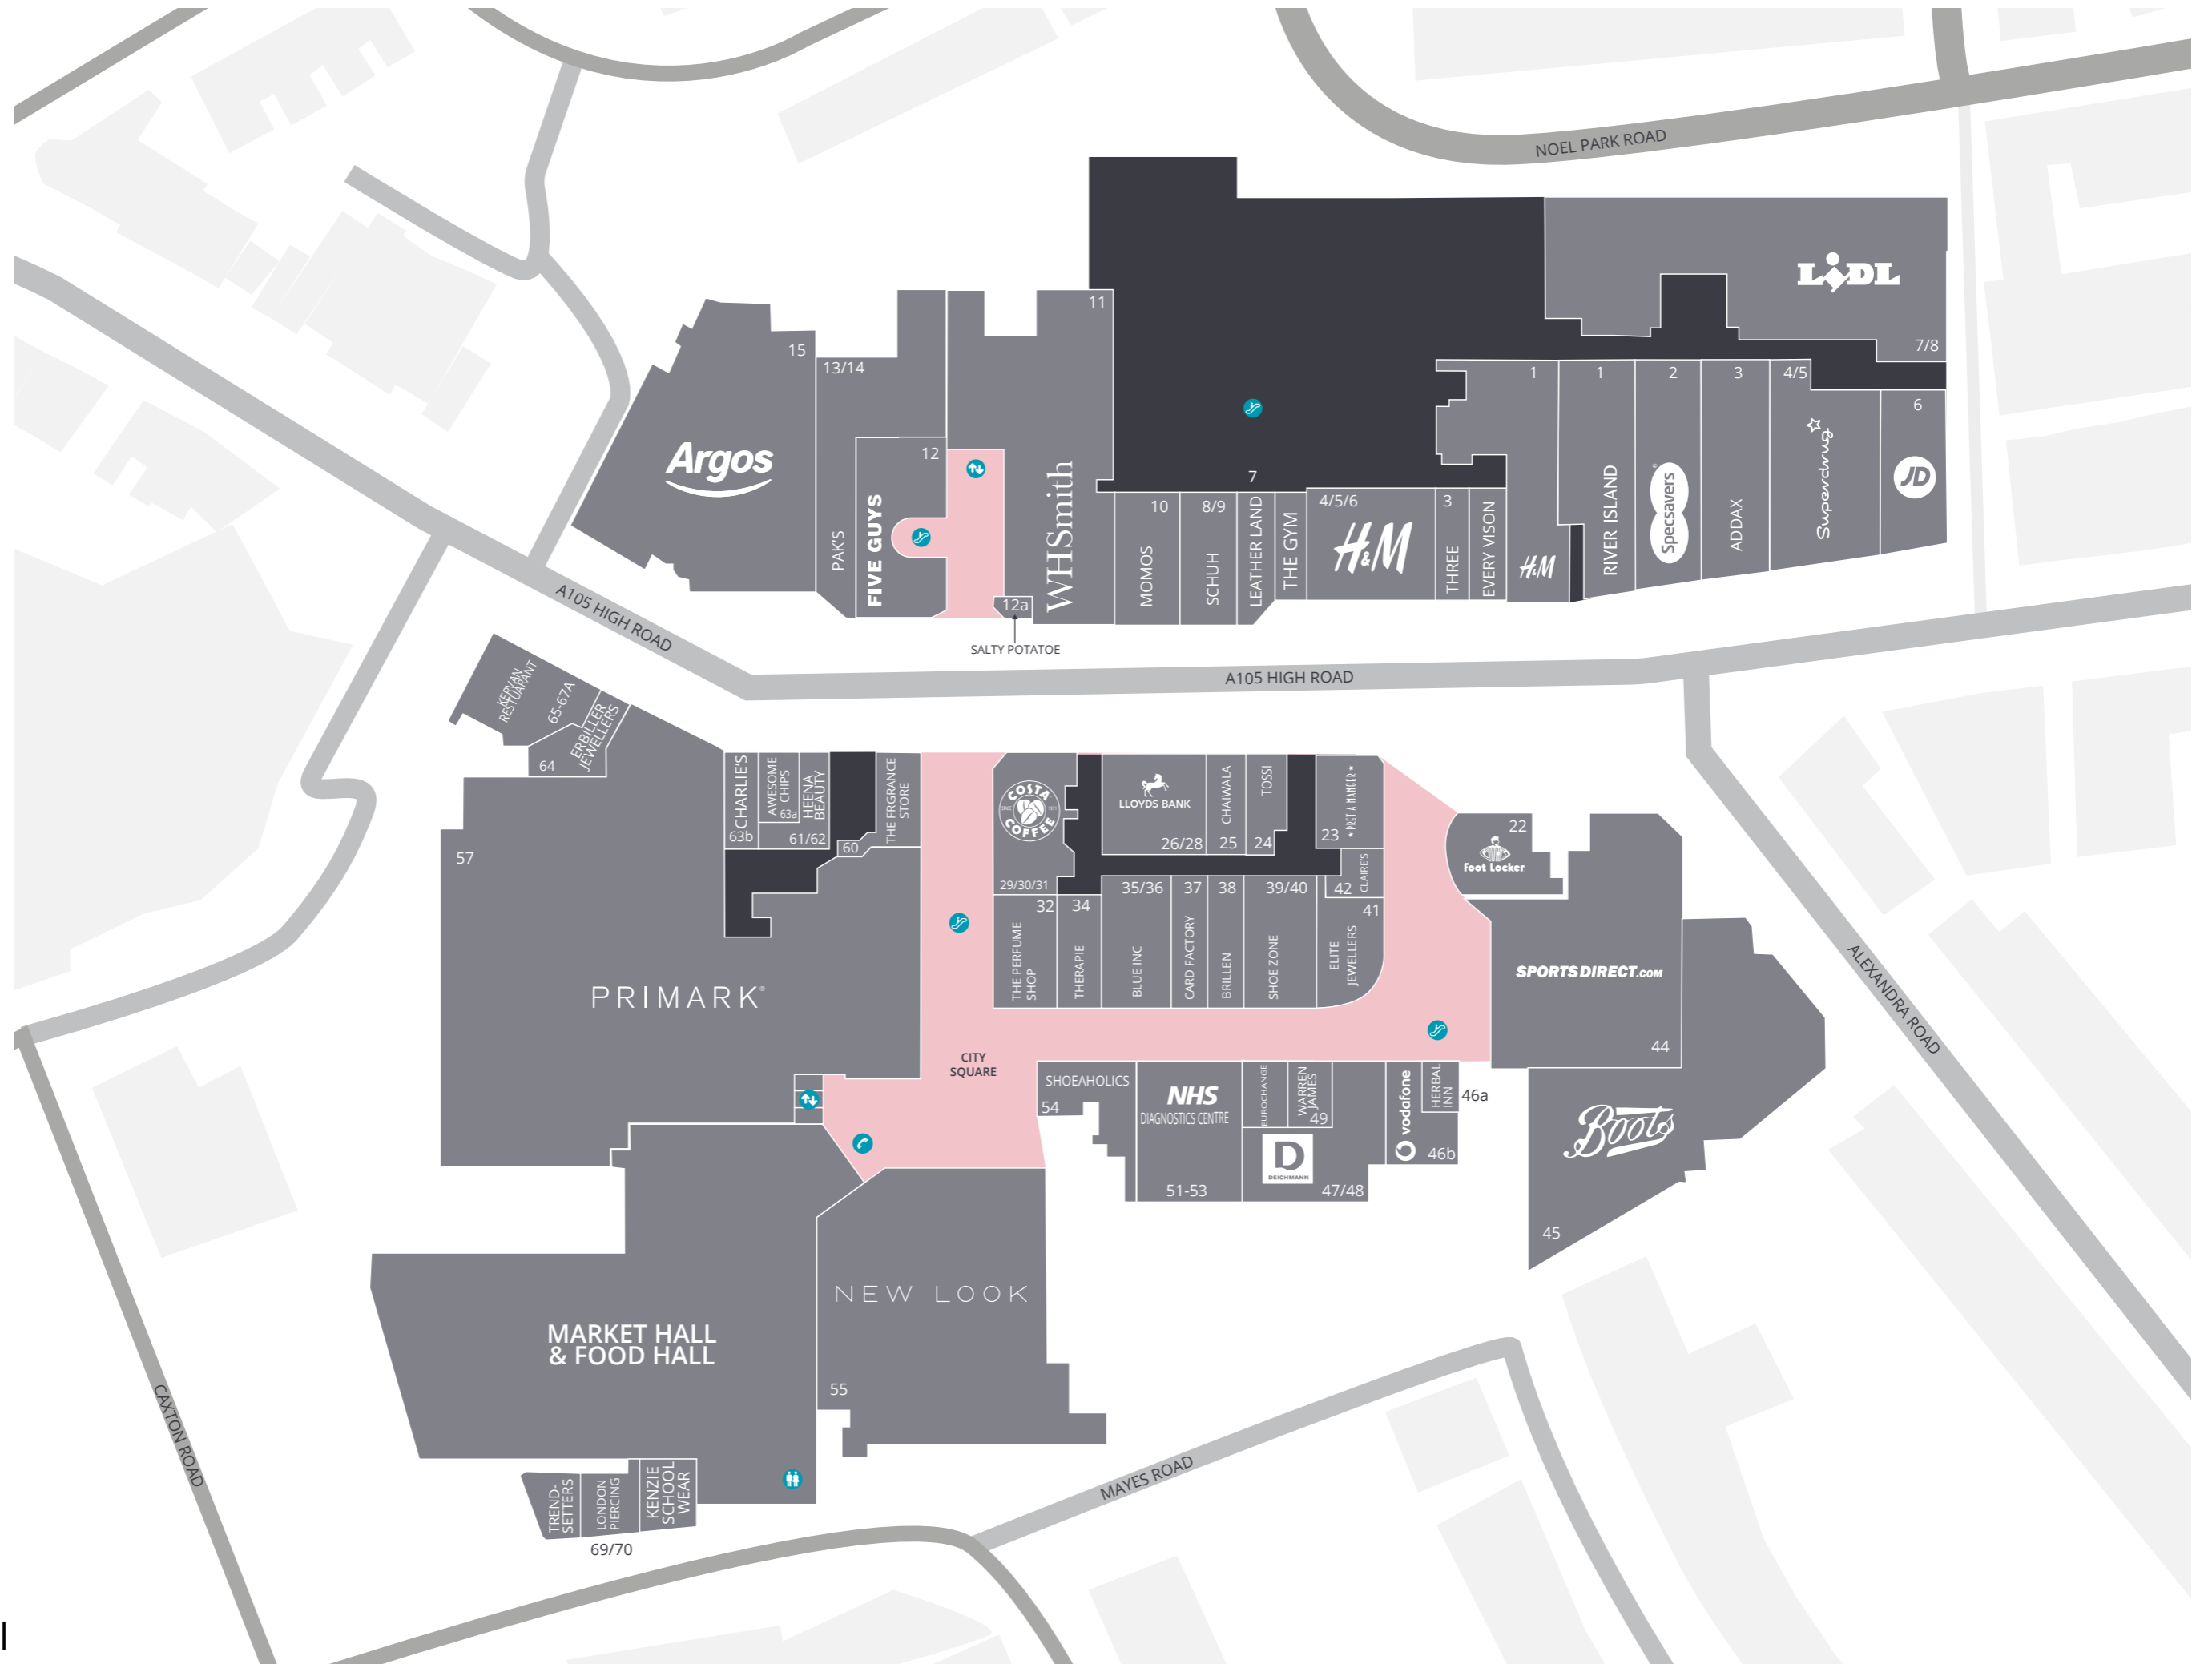 NOEL PARK ROAD
LIDL
7/8
11
15
13/14
1
1
2
3
4/5
6
Argos
12
7
10
8/9
4/5/6
3
PAK'S
FIVE GUYS
WHSmith
MOMOS
SCHUH
LEATHER LAND
THE GYM
H&M
THREE
EVERY VISON
H&M
RIVER ISLAND
Specsavers
ADDAX
Superdrug
JD
12a
SALTY POTATOE
A105 HIGH ROAD
A105 HIGH ROAD
KERVAN
RESTUARANT
65-67A
ERBILLER
JEWELLERS
64
57
CHARLIE'S
63b
AWESOME
CHIPS
63a
HEENA
BEAUTY
61/62
60
THE FRGRANCE
STORE
COSTA
COFFEE
29/30/31
LLOYDS BANK
26/28
CHAIWALA
25
TOSSI
24
PRET A MANGER
23
CLAIRE'S
42
22
Foot Locker
32
THE PERFUME
SHOP
34
THERAPIE
35/36
BLUE INC
37
CARD FACTORY
38
BRILLEN
39/40
SHOE ZONE
41
ELITE
JEWELLERS
SPORTSDIRECT.COM
44
ALEXANDRA ROAD
PRIMARK
CITY
SQUARE
SHOEAHOLICS
54
NHS
DIAGNOSTICS CENTRE
51-53
EUROCHANGE
WARREN
JAMES
49
D
DEICHMANN
47/48
vodafone
46b
HERBAL
INN
46a
Boots
45
NEW LOOK
55
MARKET HALL
& FOOD HALL
CAXTON ROAD
TREND-
SETTERS
LONDON
PIERCING
KENZIE
SCHOOL
WEAR
69/70
MAYES ROAD